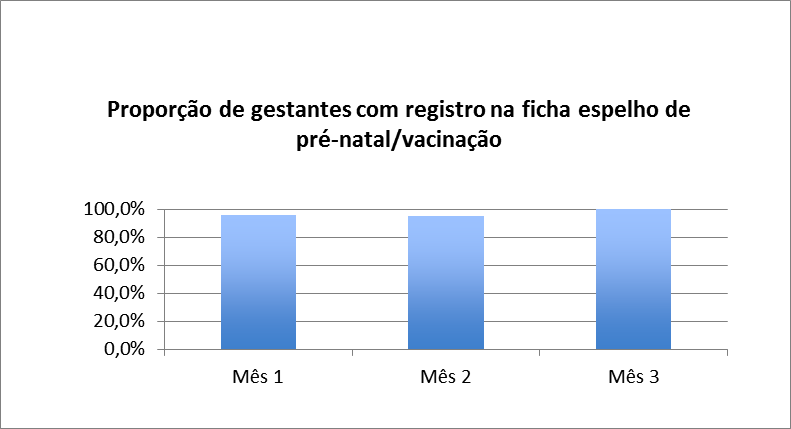 Proporção de gestantes com registro na ficha espelho de
pré-natal/vacinação
100,0%
80,0%
60,0%
40,0%
20,0%
0,0%
Mês 1
Mês 2
Mês 3